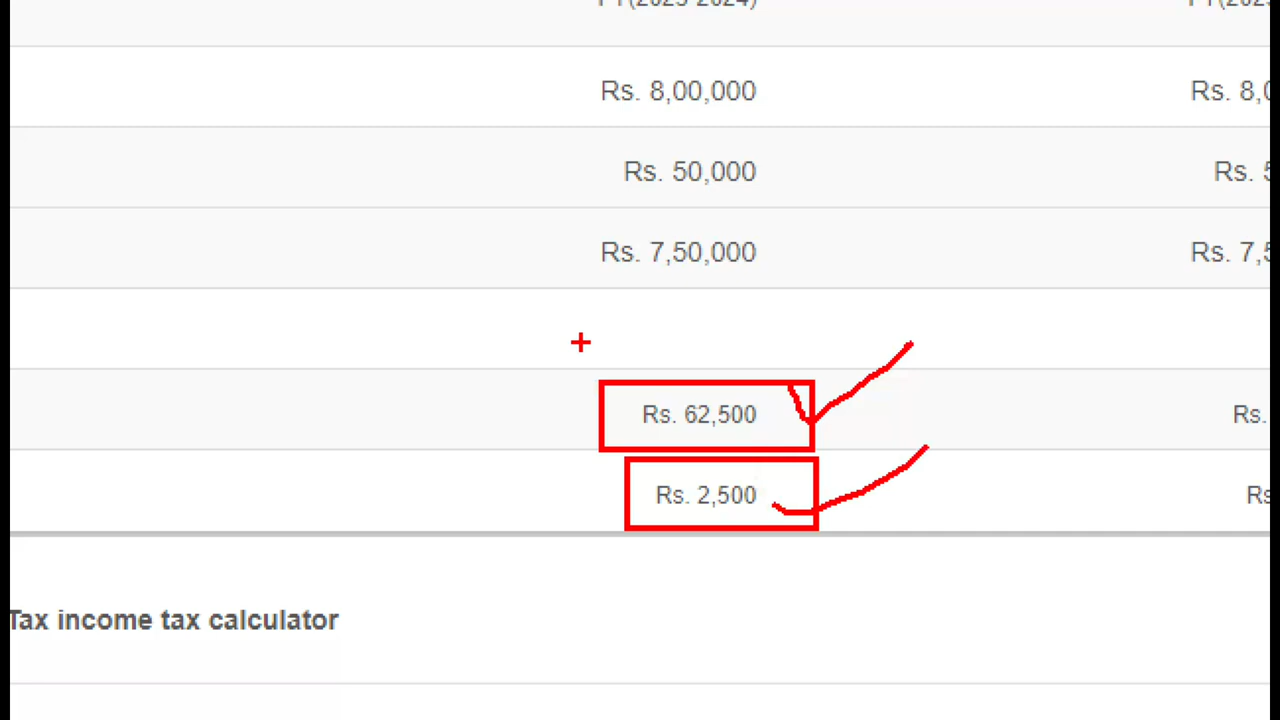 Rs. 8,00,000
Rs. 50,000
Rs. 7,50,000
Rs. 62,500 Rs.
Rs. 2,500
Tax income tax calculator